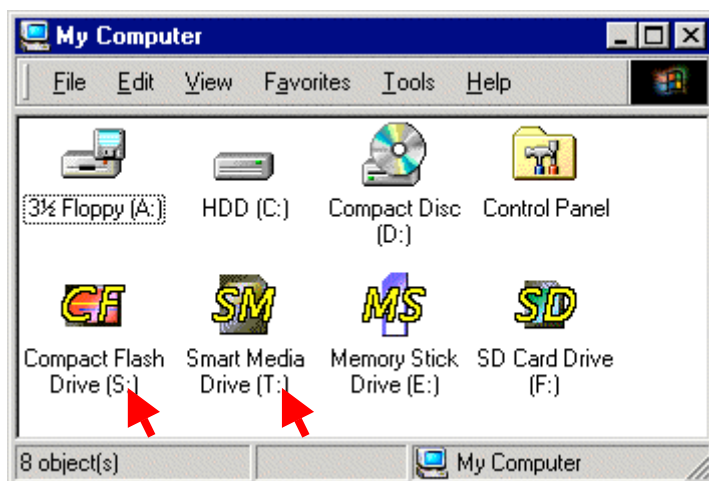 My Computer
File Edit View Favorites Tools Help
3½ Floppy (A:) HDD (C:) Compact Disc (D:) Control Panel
CF SM MS SD
Compact Flash Drive (S:) Smart Media Drive (T:) Memory Stick Drive (E:) SD Card Drive (F:)
8 object(s) My Computer